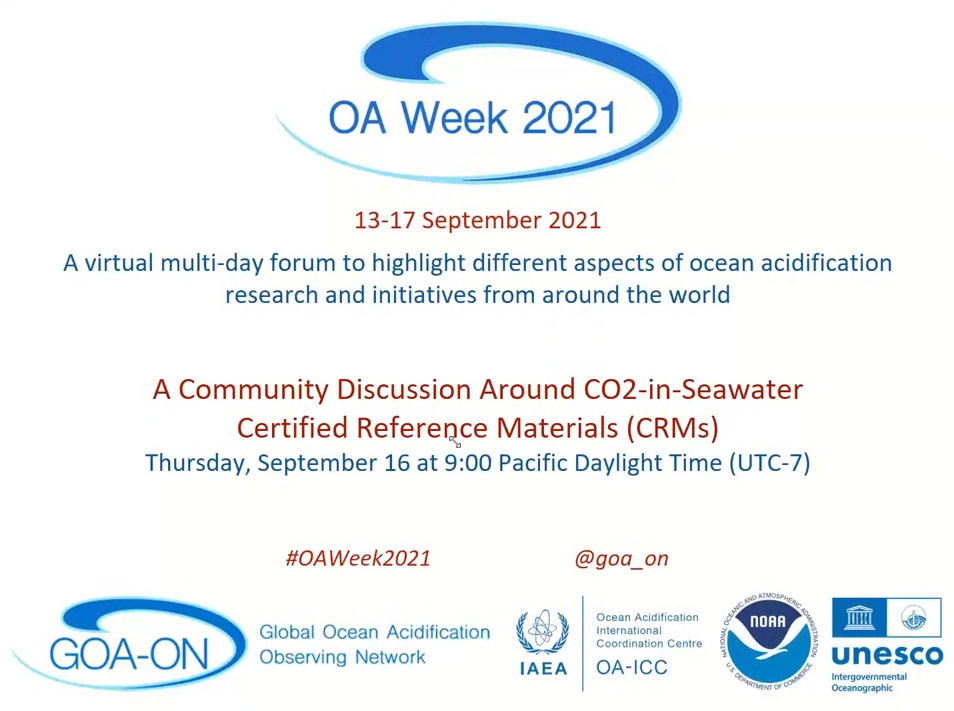 OA Week 2021
13-17 September 2021
A virtual multi-day forum to highlight different aspects of ocean acidification
research and initiatives from around the world
A Community Discussion Around CO2-in-Seawater
Certified Reference Materials (CRMs)
Thursday, September 16 at 9:00 Pacific Daylight Time (UTC-7)
#OAWeek2021
@goa_on
GOA-ON
Global Ocean Acidification
Observing Network
IAEA
Ocean Acidification
International
Coordination Centre
OA-ICC
NATIONAL OCEANIC AND ATMOSPHERIC ADMINISTRATION
NOAA
U.S. DEPARTMENT OF COMMERCE
unesco
Intergovernmental
Oceanographic